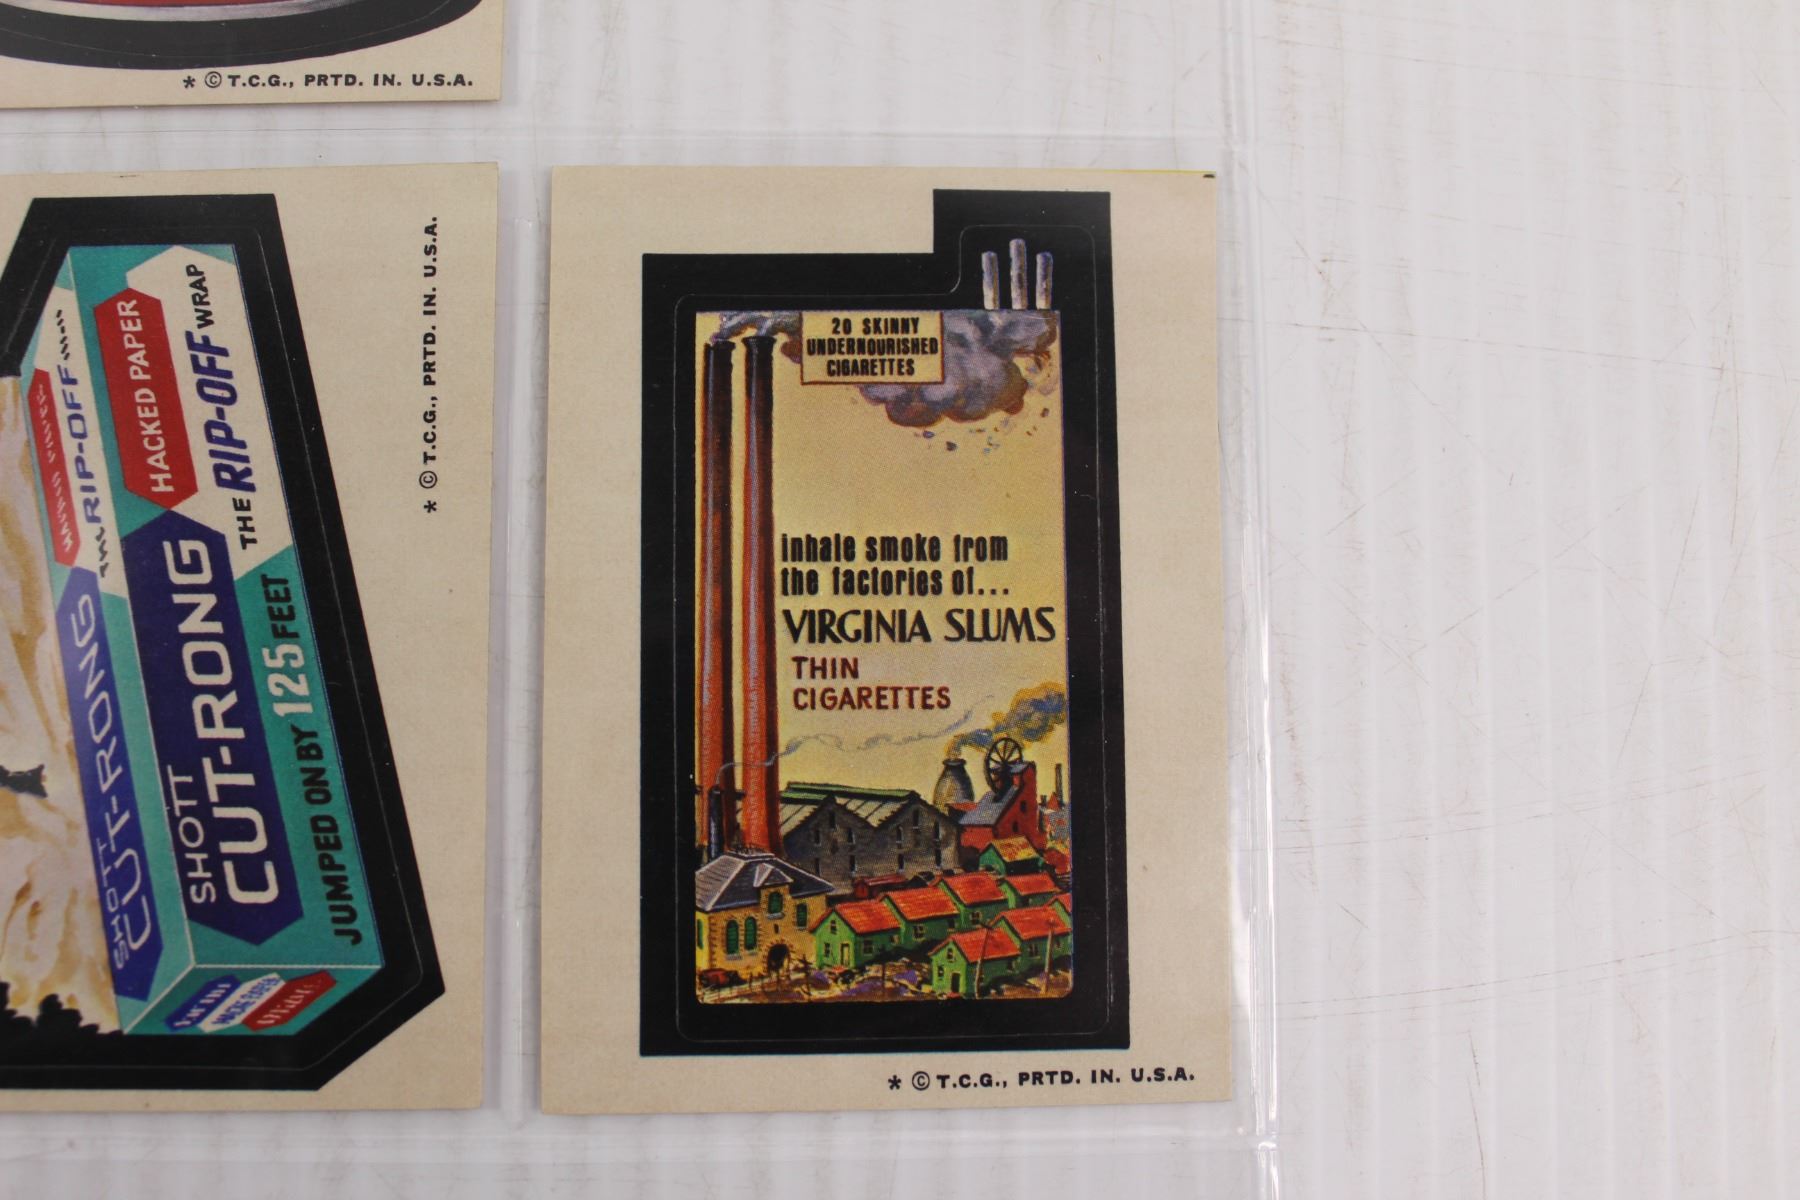 * © T.C.G., PRTD. IN. U.S.A.
* © T.C.G., PRTD. IN. U.S.A.
HACKED PAPER
THE RIP-OFF WRAP
SHOTT
CUT-RONG
JUMPED ON BY 125 FEET
RIP-OFF
SHOTT
CUT-RONG
20 SKINNY
UNDERNOURISHED
CIGARETTES
inhale smoke from
the factories of...
VIRGINIA SLUMS
THIN
CIGARETTES
* © T.C.G., PRTD. IN. U.S.A.